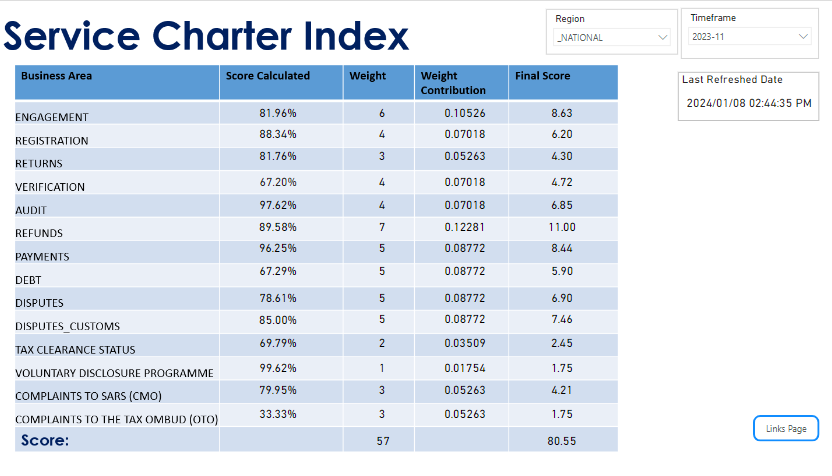 Service Charter Index
Region
_NATIONAL
Timeframe
2023-11
Last Refreshed Date
2024/01/08 02:44:35 PM
Business Area Score Calculated Weight Weight Contribution Final Score
ENGAGEMENT 81.96% 6 0.10526 8.63
REGISTRATION 88.34% 4 0.07018 6.20
RETURNS 81.76% 3 0.05263 4.30
VERIFICATION 67.20% 4 0.07018 4.72
AUDIT 97.62% 4 0.07018 6.85
REFUNDS 89.58% 7 0.12281 11.00
PAYMENTS 96.25% 5 0.08772 8.44
DEBT 67.29% 5 0.08772 5.90
DISPUTES 78.61% 5 0.08772 6.90
DISPUTES_CUSTOMS 85.00% 5 0.08772 7.46
TAX CLEARANCE STATUS 69.79% 2 0.03509 2.45
VOLUNTARY DISCLOSURE PROGRAMME 99.62% 1 0.01754 1.75
COMPLAINTS TO SARS (CMO) 79.95% 3 0.05263 4.21
COMPLAINTS TO THE TAX OMBUD (OTO) 33.33% 3 0.05263 1.75
Score: 57 80.55
Links Page